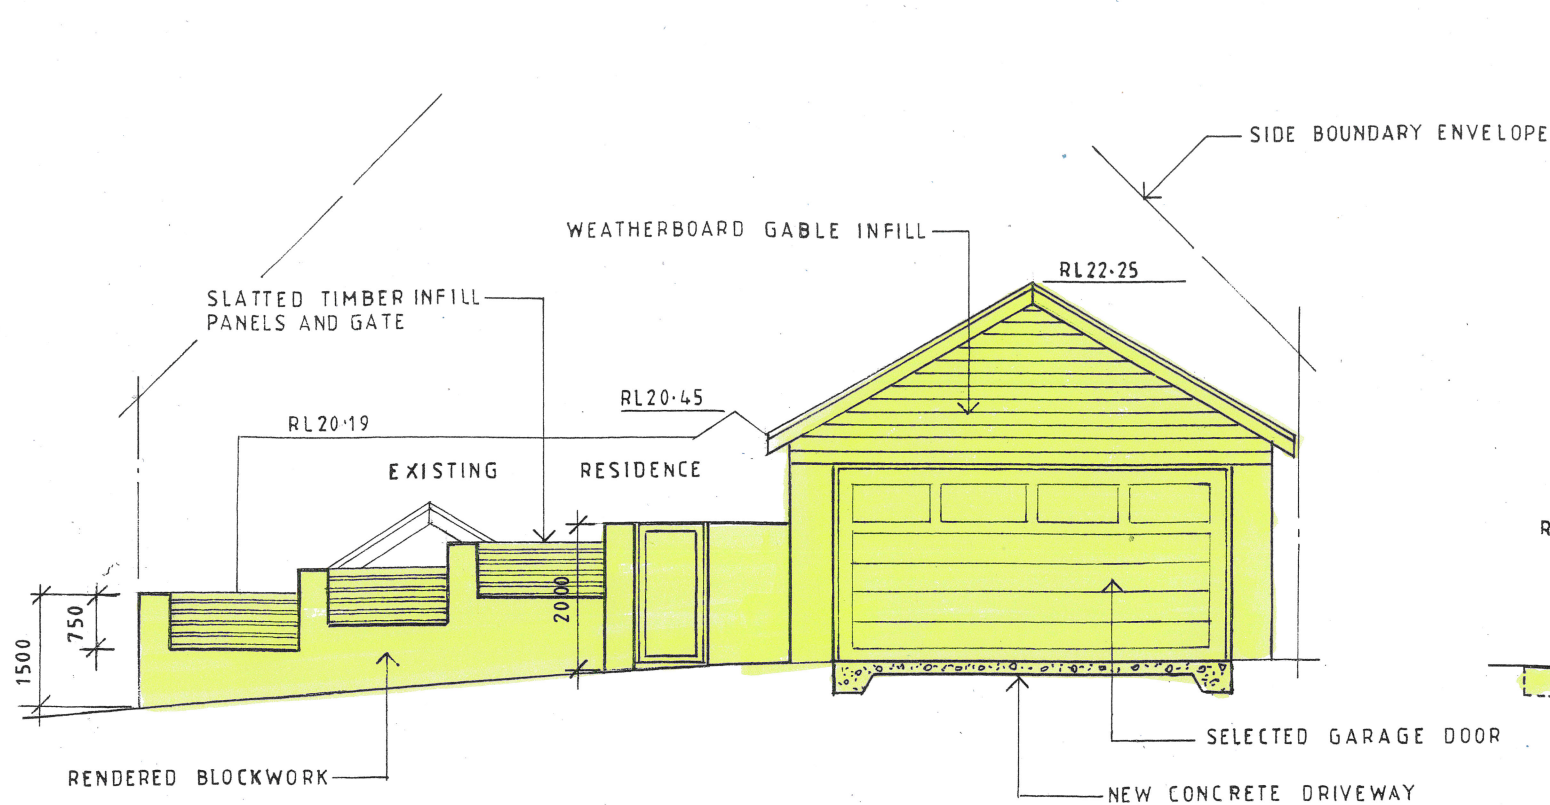 SIDE BOUNDARY ENVELOPE
WEATHERBOARD GABLE INFILL
RL22·25
SLATTED TIMBER INFILL
PANELS AND GATE
RL20·45
RL20·19
EXISTING RESIDENCE
R
2000
750
1500
SELECTED GARAGE DOOR
RENDERED BLOCKWORK
NEW CONCRETE DRIVEWAY